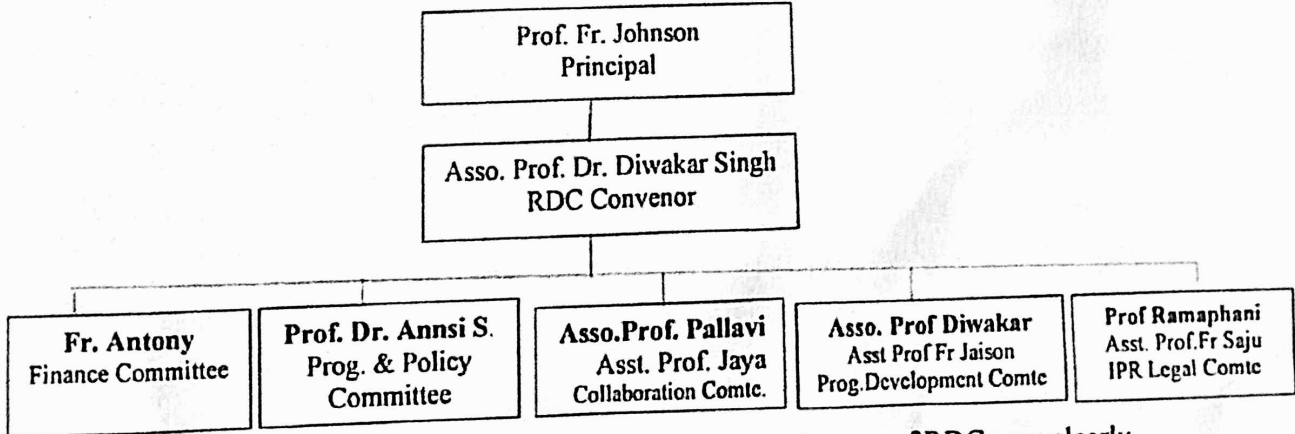 Prof. Fr. Johnson
Principal
Asso. Prof. Dr. Diwakar Singh
RDC Convenor
Fr. Antony
Finance Committee
Prof. Dr. Annsi S.
Prog. & Policy
Committee
Asso.Prof. Pallavi
Asst. Prof. Jaya
Collaboration Comte.
Asso. Prof Diwakar
Asst Prof Fr Jaison
Prog.Development Comte
Prof Ramaphani
Asst. Prof.Fr Saju
IPR Legal Comte